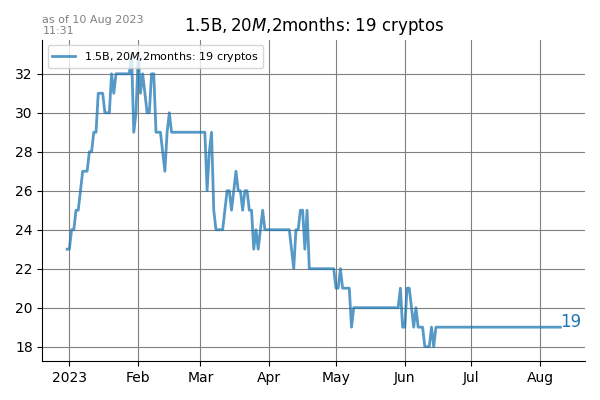 as of 10 Aug 2023
11:31
1.5B, 20M,2months: 19 cryptos
1.5B, 20M,2months: 19 cryptos
32
30
28
26
24
22
20
18
19
2023 Feb Mar Apr May Jun Jul Aug